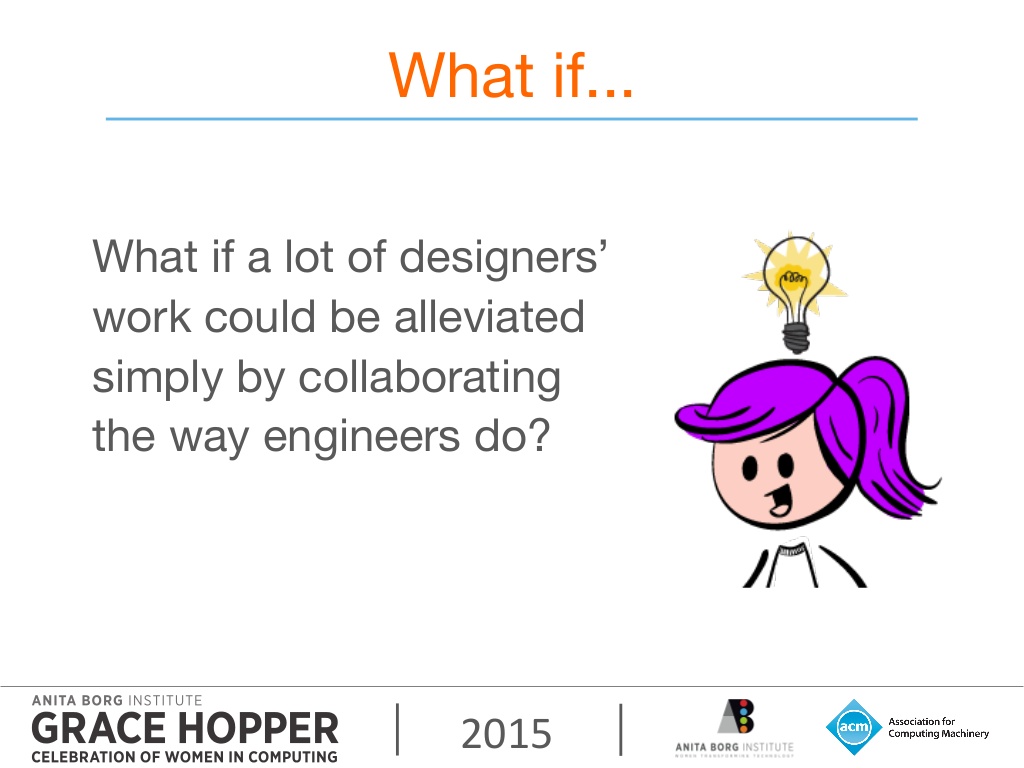 What if...
What if a lot of designers’
work could be alleviated
simply by collaborating
the way engineers do?
ANITA BORG INSTITUTE
GRACE HOPPER
CELEBRATION OF WOMEN IN COMPUTING
2015
ANITA BORG INSTITUTE
WOMEN TRANSFORMING TECHNOLOGY
acm
Association for
Computing Machinery